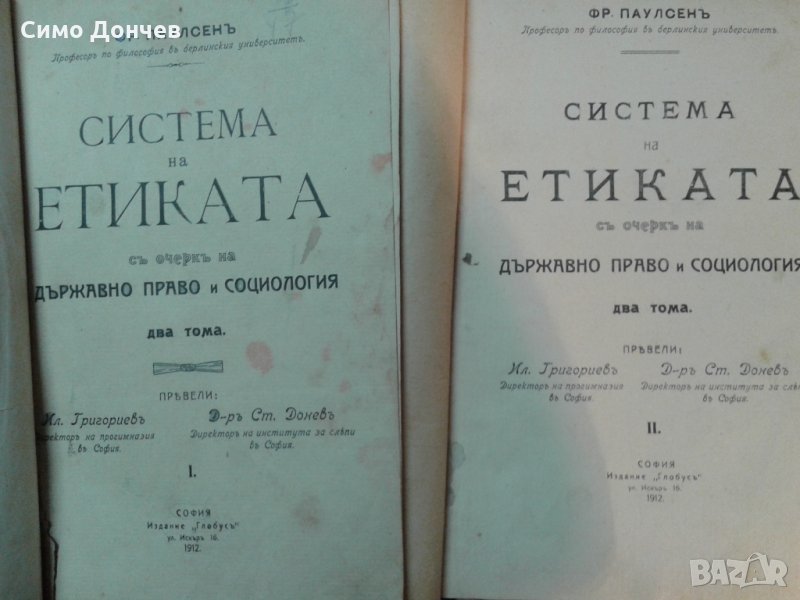 Симо Дончев
ФР. ПАУЛСЕНЪ
Професоръ по философия въ берлинския университетъ.
СИСТЕМА
на
ЕТИКАТА
съ очеркъ на
ДЪРЖАВНО ПРАВО и СОЦИОЛОГИЯ
два тома.
ПРѢВЕЛИ:
Ил. Григориевъ Д-ръ Ст. Доневъ
Директоръ на прогимназия Директоръ на института за слѣпи
въ София. въ София.
I.
СОФИЯ
Издание „Глобусъ"
ул. Искъръ 16.
1912.
ФР. ПАУЛСЕНЪ
Професоръ по философия въ берлинския университетъ.
СИСТЕМА
на
ЕТИКАТА
съ очеркъ на
ДЪРЖАВНО ПРАВО и СОЦИОЛОГИЯ
два тома.
ПРѢВЕЛИ:
Ил. Григориевъ Д-ръ Ст. Доневъ
Директоръ на прогимназия Директоръ на института за слѣпи
въ София. въ София.
II.
СОФИЯ
Издание „Глобусъ"
ул. Искъръ 16.
1912.
BAZAR